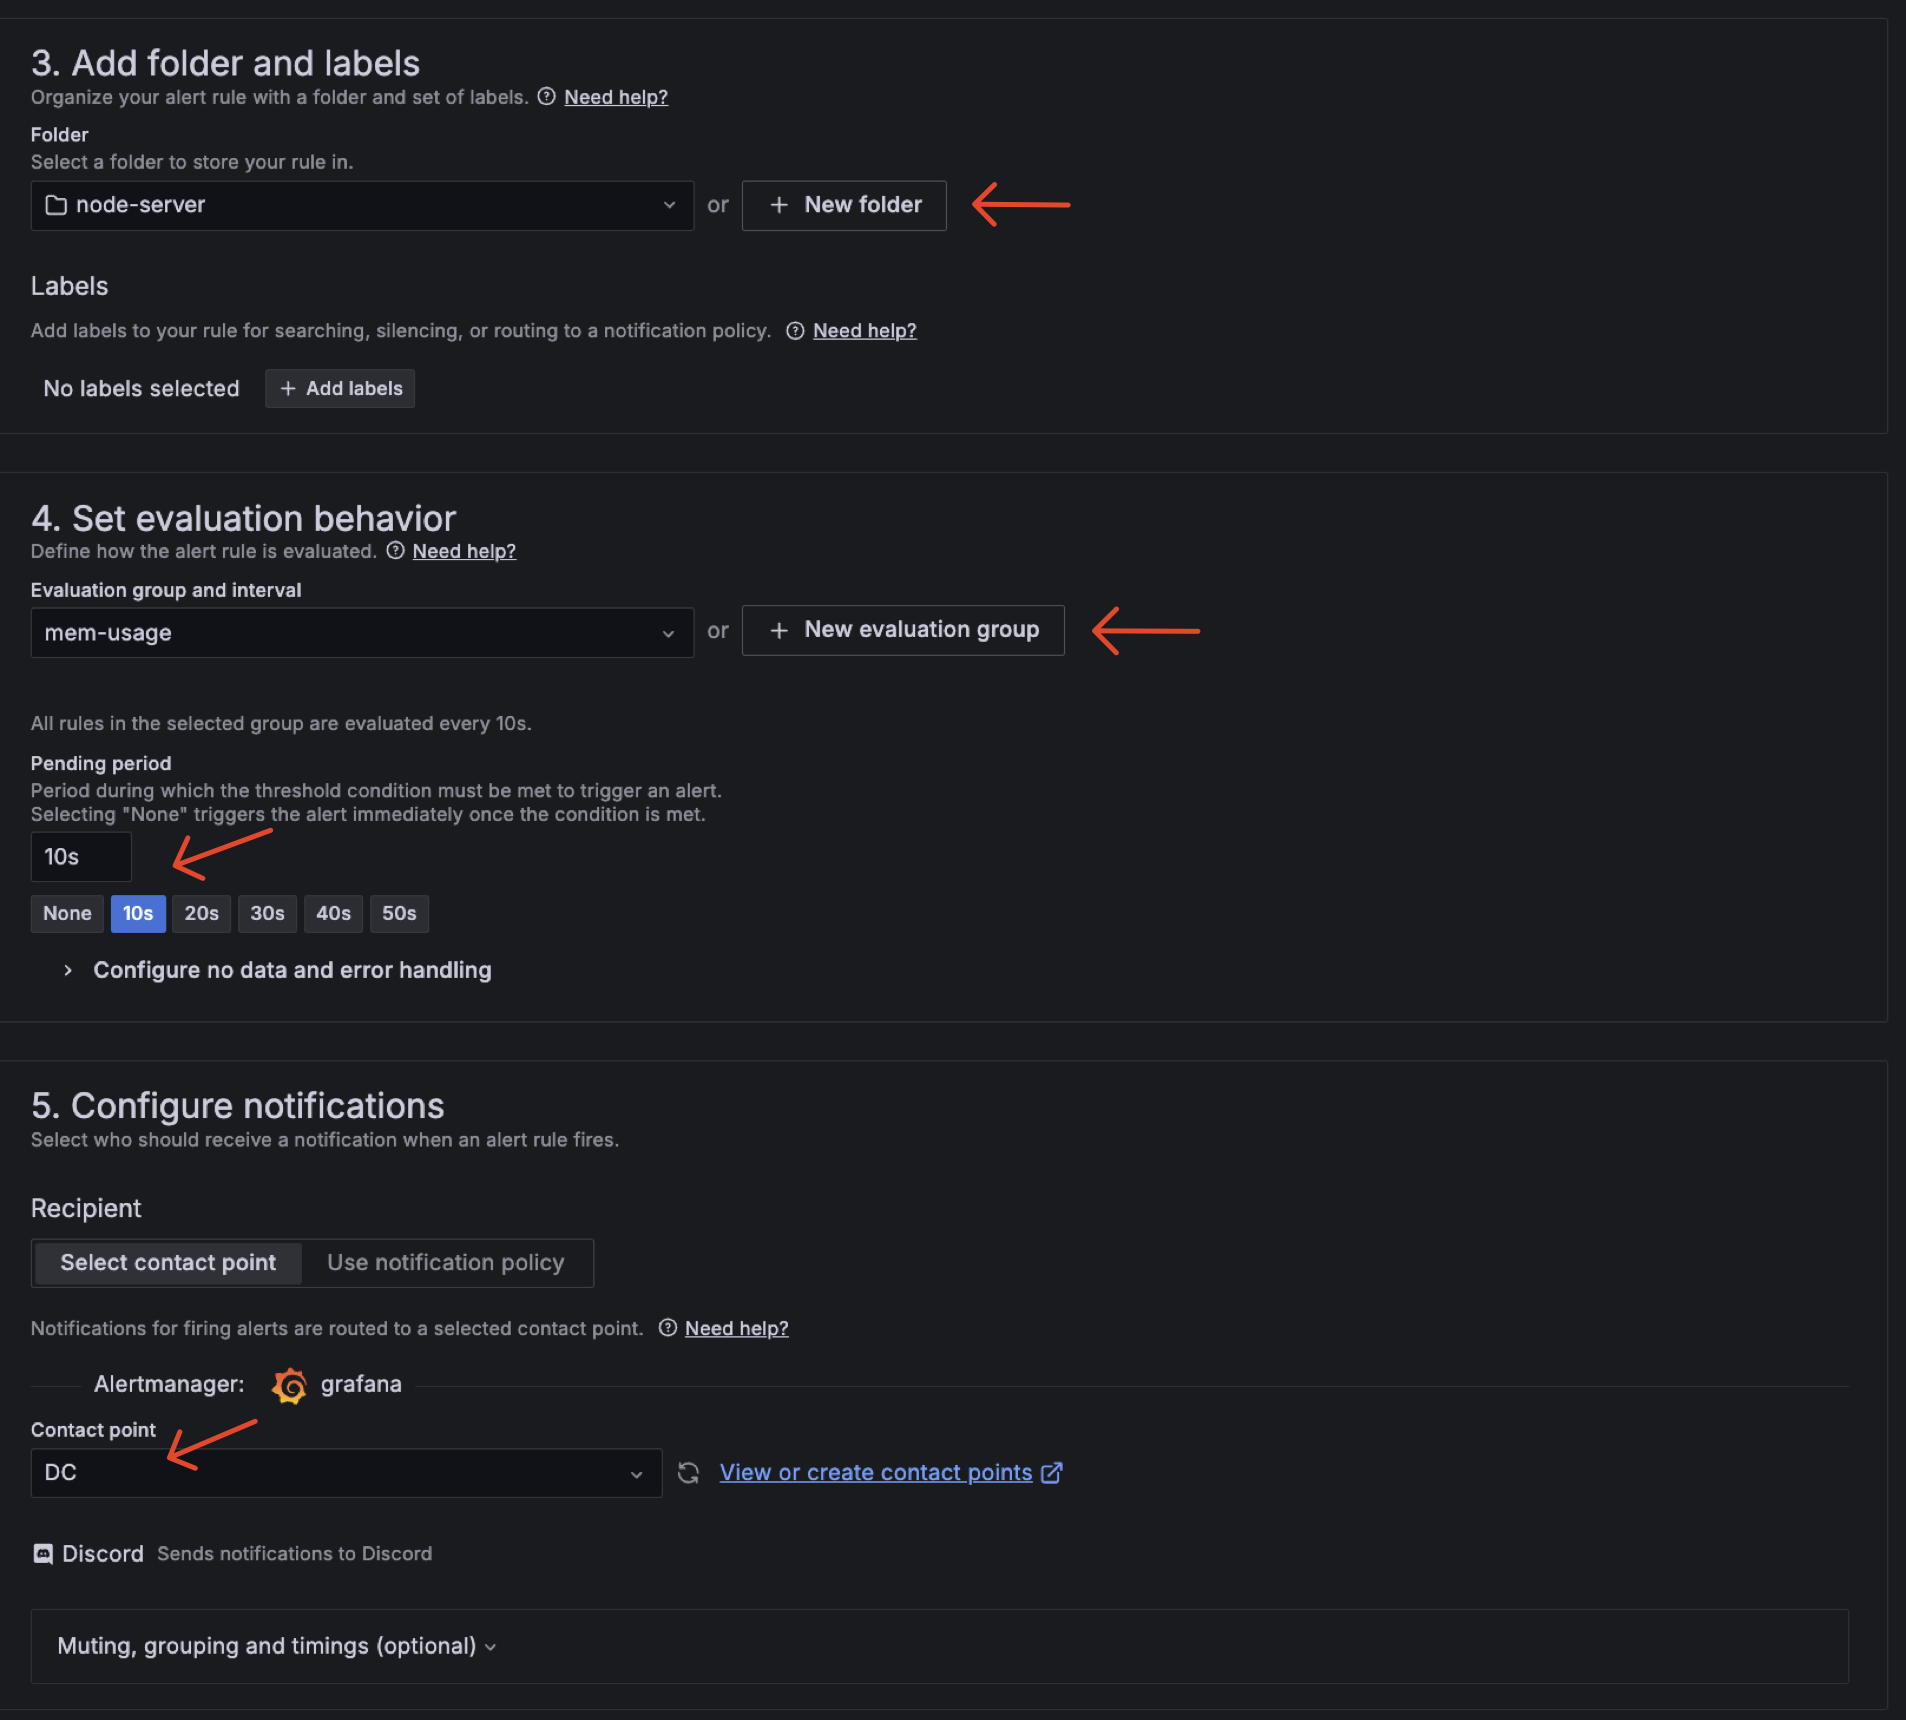 3. Add folder and labels
Organize your alert rule with a folder and set of labels. Need help?
Folder
Select a folder to store your rule in.
node-server or + New folder
Labels
Add labels to your rule for searching, silencing, or routing to a notification policy. Need help?
No labels selected + Add labels
4. Set evaluation behavior
Define how the alert rule is evaluated. Need help?
Evaluation group and interval
mem-usage or + New evaluation group
All rules in the selected group are evaluated every 10s.
Pending period
Period during which the threshold condition must be met to trigger an alert.
Selecting "None" triggers the alert immediately once the condition is met.
10s
None 10s 20s 30s 40s 50s
Configure no data and error handling
5. Configure notifications
Select who should receive a notification when an alert rule fires.
Recipient
Select contact point Use notification policy
Notifications for firing alerts are routed to a selected contact point. Need help?
Alertmanager: grafana
Contact point
DC View or create contact points
Discord Sends notifications to Discord
Muting, grouping and timings (optional)